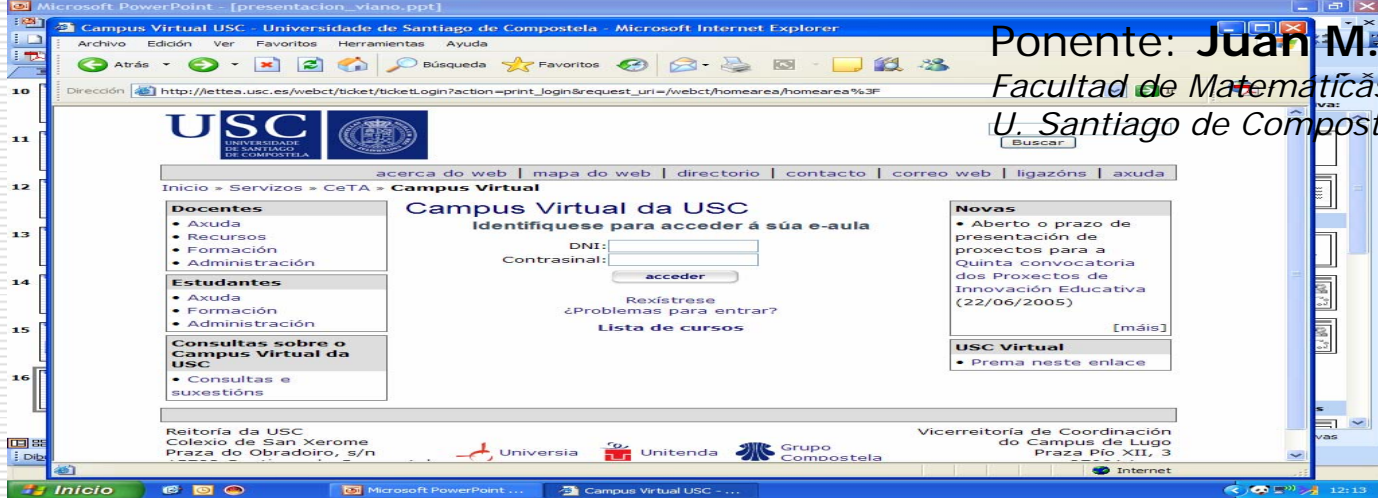 Microsoft PowerPoint - [presentacion_viano.ppt]
Campus Virtual USC - Universidade de Santiago de Compostela - Microsoft Internet Explorer
Ponente: Juan M.
Facultad de Matemáticas
U. Santiago de Compost
Archivo Edición Ver Favoritos Herramientas Ayuda
Atrás Búsqueda Favoritos
Dirección http://iettea.usc.es/webct/ticket/ticketLogin?action=print_login&request_uri=/webct/homearea/homearea%3F
USC
UNIVERSIDADE
DE SANTIAGO
DE COMPOSTELA
Buscar
acerca do web | mapa do web | directorio | contacto | correo web | ligazóns | axuda
Inicio » Servizos » CeTA » Campus Virtual
Docentes
• Axuda
• Recursos
• Formación
• Administración
Estudantes
• Axuda
• Formación
• Administración
Consultas sobre o
Campus Virtual da
USC
• Consultas e
suxestións
Campus Virtual da USC
Identifíquese para acceder á súa e-aula
DNI:
Contrasinal:
acceder
Rexístrese
¿Problemas para entrar?
Lista de cursos
Novas
• Aberto o prazo de
presentación de
proxectos para a
Quinta convocatoria
dos Proxectos de
Innovación Educativa
(22/06/2005)
[máis]
USC Virtual
• Prema neste enlace
Reitoría da USC
Colexio de San Xerome
Praza do Obradoiro, s/n
Universia
Unitenda
Grupo
Compostela
Vicerreitoría de Coordinación
do Campus de Lugo
Praza Pío XII, 3
10
11
12
13
14
15
16
Internet
Inicio
Microsoft PowerPoint ...
Campus Virtual USC - ...
12:13